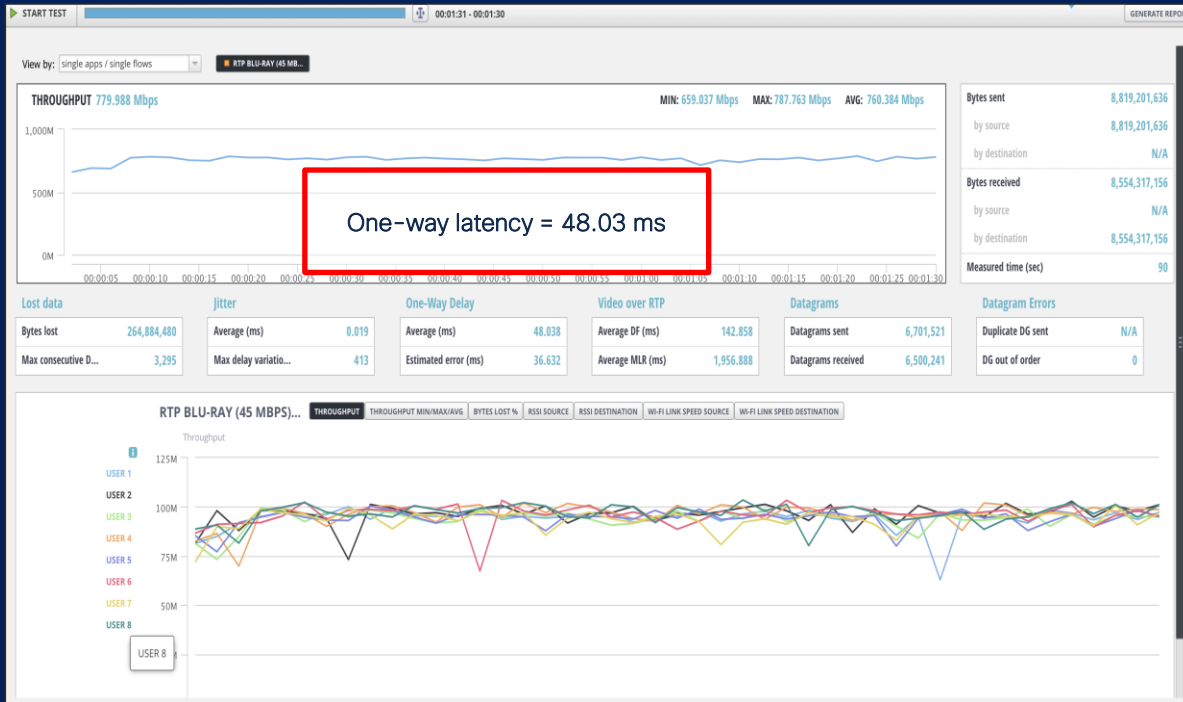 START TEST
00:01:31 - 00:01:30
GENERATE REPO
View by: single apps / single flows
RTP BLU-RAY (45 MB...
THROUGHPUT 779.988 Mbps
MIN: 659.037 Mbps MAX: 787.763 Mbps AVG: 760.384 Mbps
1,000M
500M
0M
One-way latency = 48.03 ms
00:00:05 00:00:10 00:00:15 00:00:20 00:00:25 00:00:30 00:00:35 00:00:40 00:00:45 00:00:50 00:00:55 00:01:00 00:01:05 00:01:10 00:01:15 00:01:20 00:01:25 00:01:30
Bytes sent 8,819,201,636
by source 8,819,201,636
by destination N/A
Bytes received 8,554,317,156
by source N/A
by destination 8,554,317,156
Measured time (sec) 90
Lost data
Bytes lost 264,884,480
Max consecutive D... 3,295
Jitter
Average (ms) 0.019
Max delay variatio... 413
One-Way Delay
Average (ms) 48.038
Estimated error (ms) 36.632
Video over RTP
Average DF (ms) 142.858
Average MLR (ms) 1,956.888
Datagrams
Datagrams sent 6,701,521
Datagrams received 6,500,241
Datagram Errors
Duplicate DG sent N/A
DG out of order 0
RTP BLU-RAY (45 MBPS)...
THROUGHPUT THROUGHPUT MIN/MAX/AVG BYTES LOST % RSSI SOURCE RSSI DESTINATION WI-FI LINK SPEED SOURCE WI-FI LINK SPEED DESTINATION
Throughput
125M
100M
75M
50M
USER 1
USER 2
USER 3
USER 4
USER 5
USER 6
USER 7
USER 8
USER 8